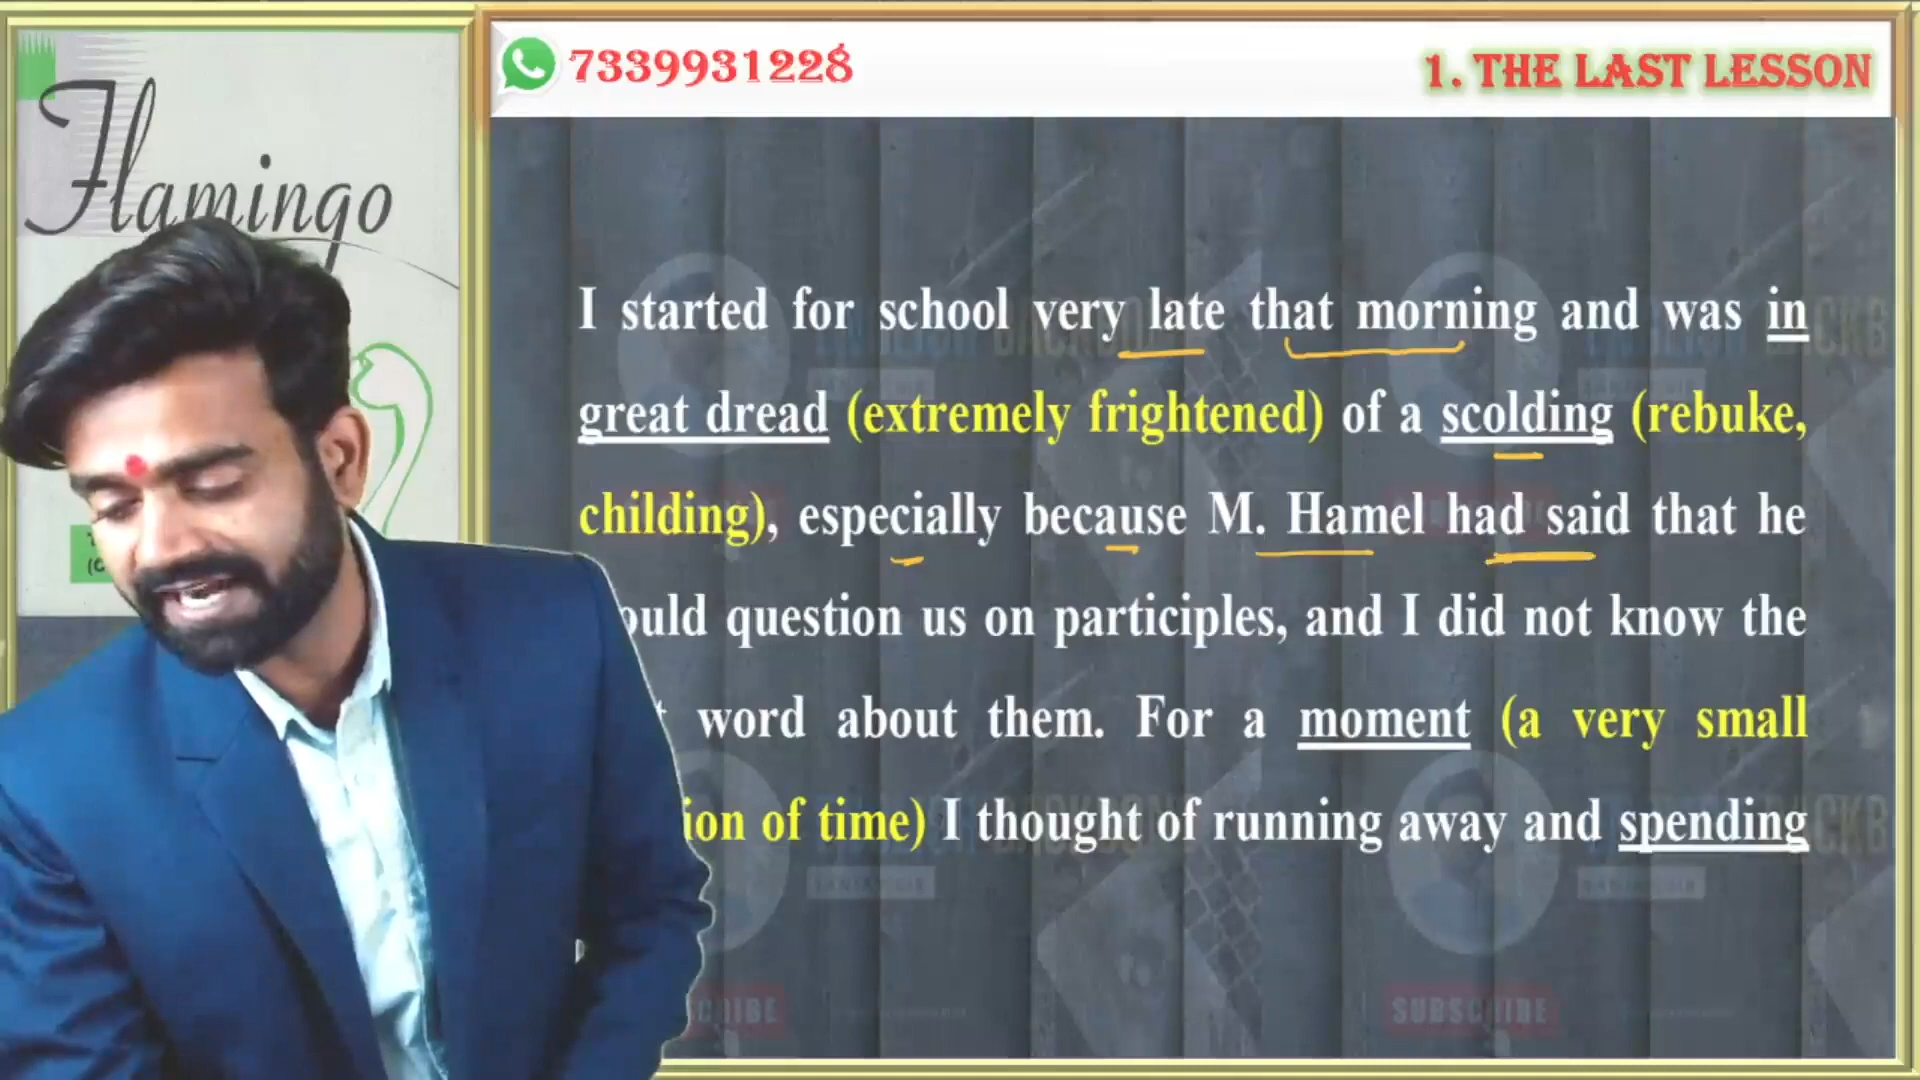 Flamingo
7339931228
1. THE LAST LESSON
I started for school very late that morning and was in
great dread (extremely frightened) of a scolding (rebuke,
childing), especially because M. Hamel had said that he
question us on participles, and I did not know the
word about them. For a moment (a very small
of time) I thought of running away and spending
SUBSCRIBE